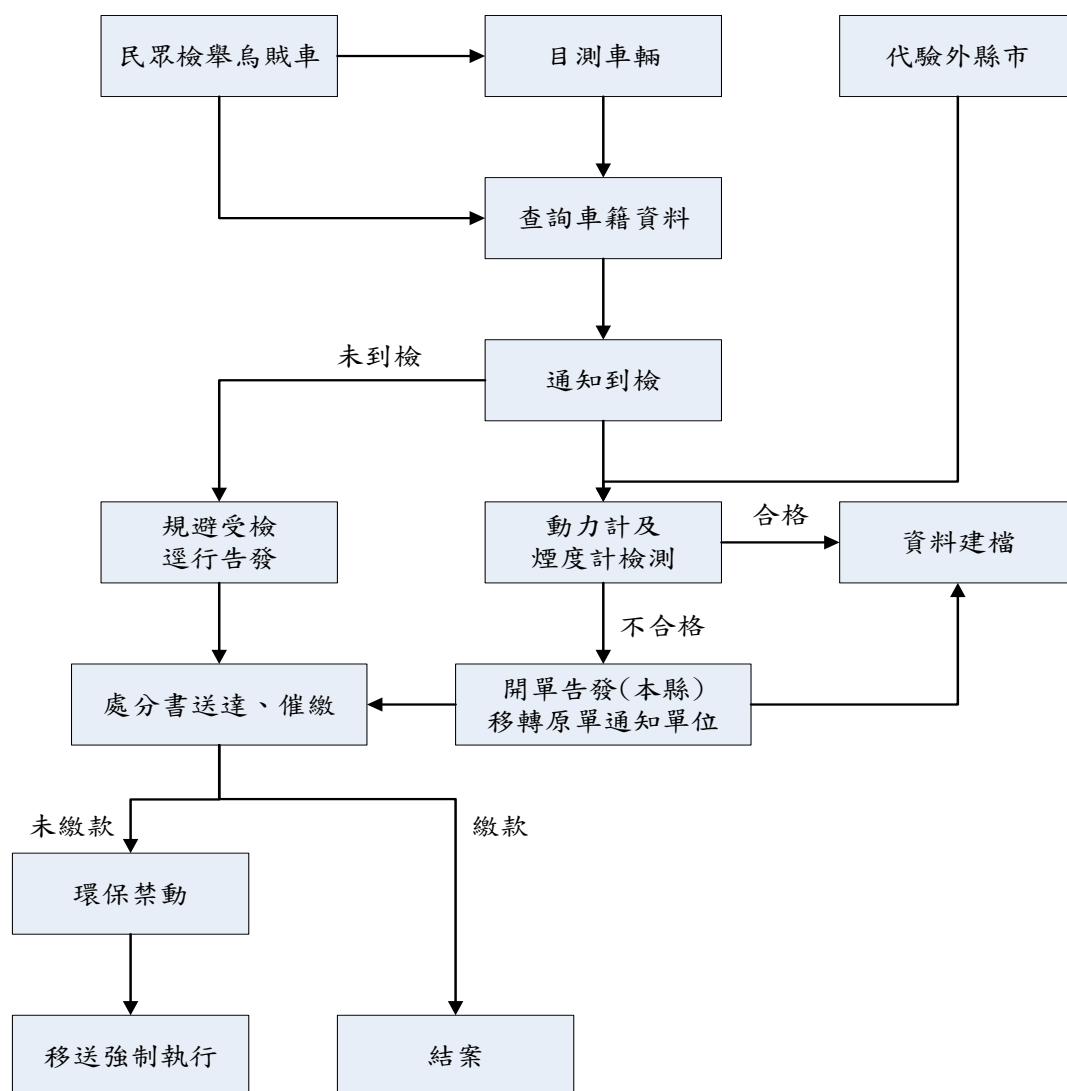 民眾檢舉烏賊車
目測車輛
代驗外縣市
查詢車籍資料
未到檢
通知到檢
規避受檢
逕行告發
動力計及
煙度計檢測
合格
資料建檔
不合格
處分書送達、催繳
開單告發(本縣)
移轉原單通知單位
未繳款
繳款
環保禁動
移送強制執行
結案